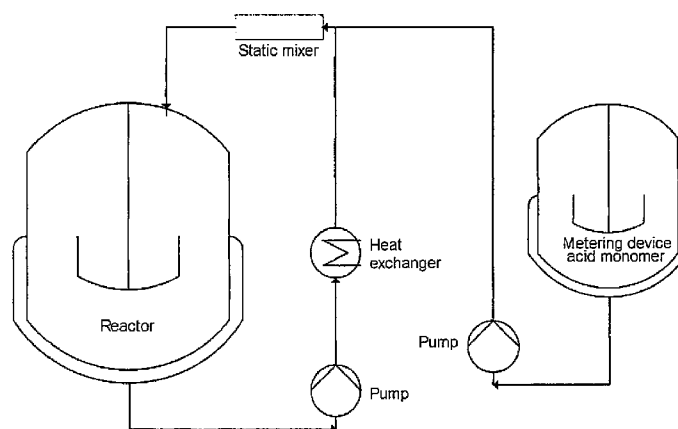 Static mixer
Heat
exchanger
Metering device
acid monomer
Reactor
Pump
Pump